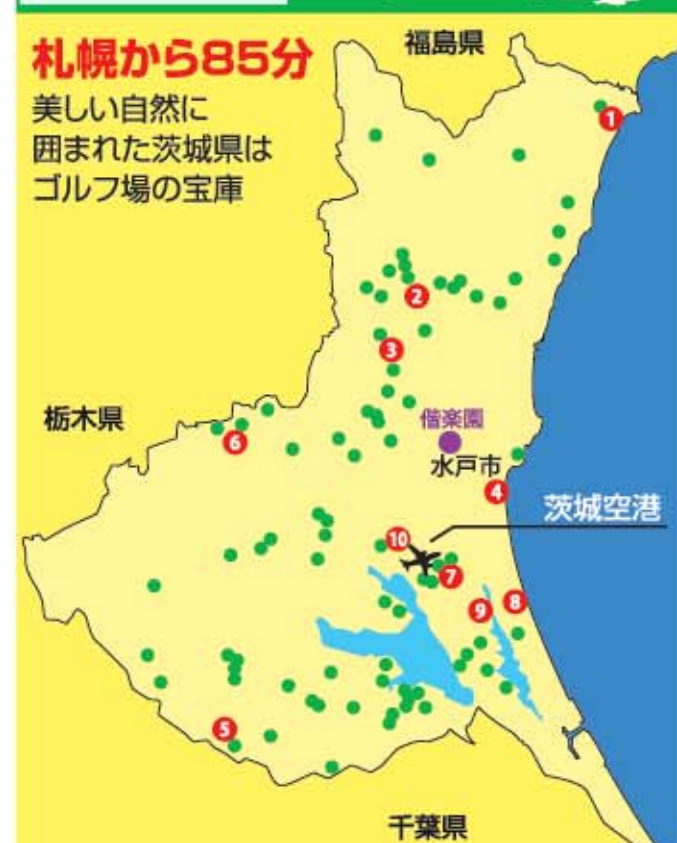 札幌から85分
美しい自然に
囲まれた茨城県は
ゴルフ場の宝庫
福島県
1
2
3
栃木県
6
偕楽園
水戸市
4
茨城空港
10
7
9
8
5
千葉県